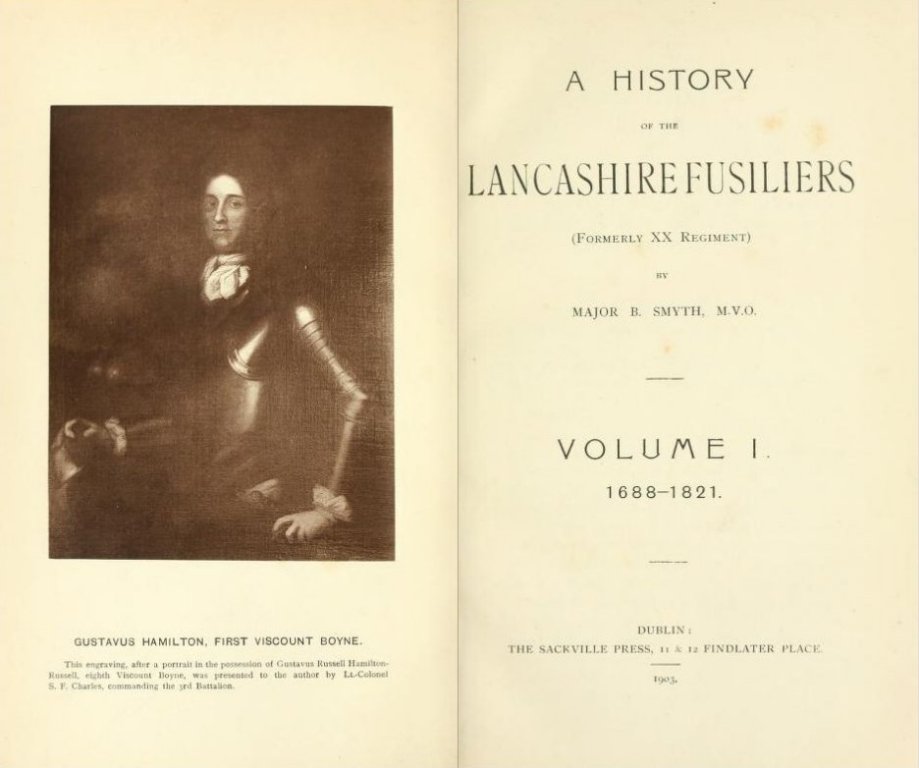 GUSTAVUS HAMILTON, FIRST VISCOUNT BOYNE.
This engraving, after a portrait in the possession of Gustavus Russell Hamilton-
Russell, eighth Viscount Boyne, was presented to the author by Lt.-Colonel
S. F. Charles, commanding the 3rd Battalion.
A HISTORY
OF THE
LANCASHIRE FUSILIERS
(Formerly XX Regiment)
BY
MAJOR B. SMYTH, M.V.O.
VOLUME I.
1688–1821.
DUBLIN:
THE SACKVILLE PRESS, 11 & 12 FINDLATER PLACE.
1903.